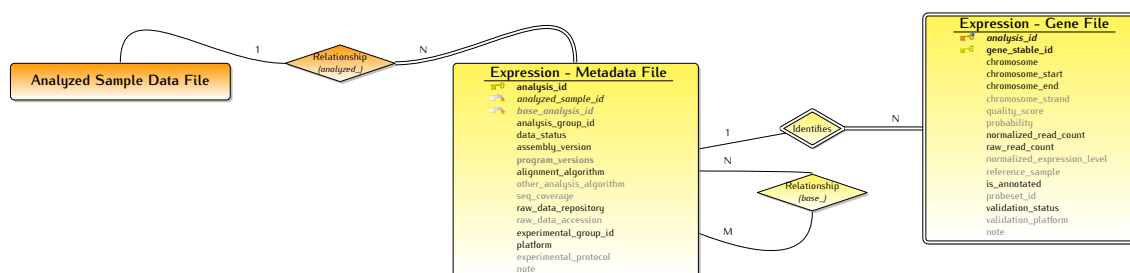 Analyzed Sample Data File
1
Relationship
(analyzed_)
N
Expression - Metadata File
analysis_id
analyzed_sample_id
base_analysis_id
analysis_group_id
data_status
assembly_version
program_versions
alignment_algorithm
other_analysis_algorithm
seq_coverage
raw_data_repository
raw_data_accession
experimental_group_id
platform
experimental_protocol
note
1
Identifies
N
N
Relationship
(base_)
M
Expression - Gene File
analysis_id
gene_stable_id
chromosome
chromosome_start
chromosome_end
chromosome_strand
quality_score
probability
normalized_read_count
raw_read_count
normalized_expression_level
reference_sample
is_annotated
probeset_id
validation_status
validation_platform
note